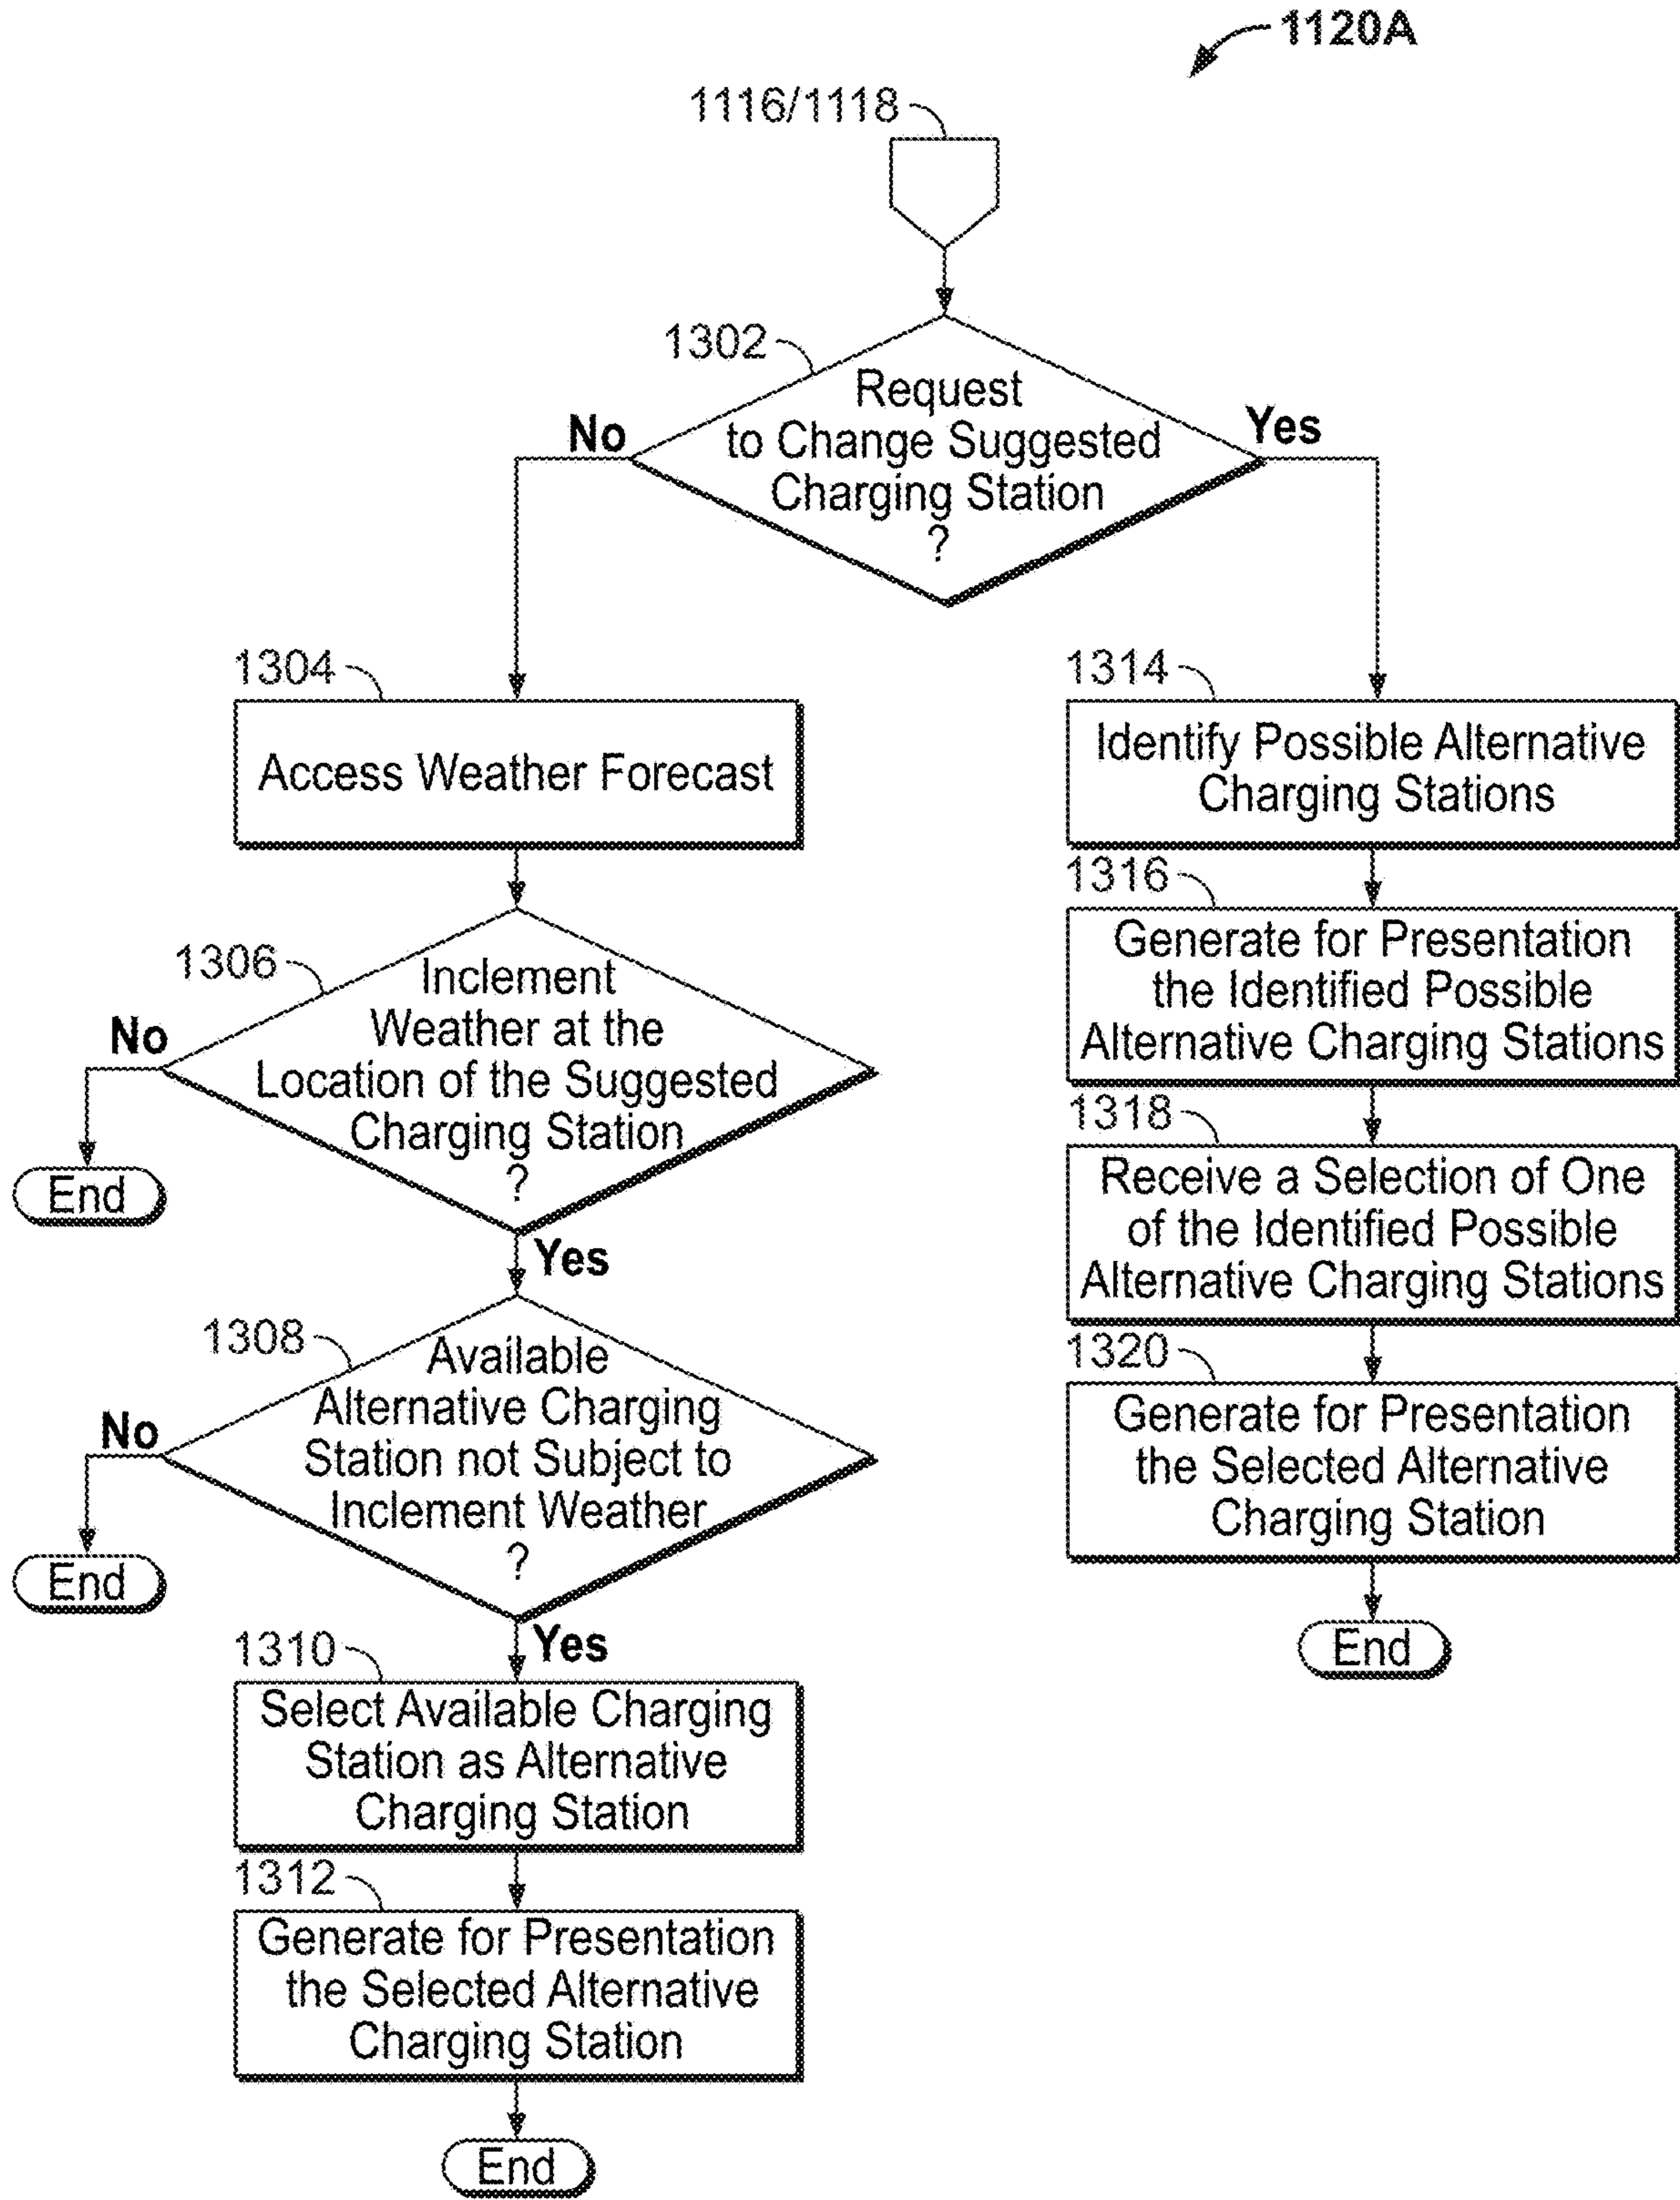 1120A
1116/1118
1302
Request
to Change Suggested
Charging Station
?
No
Yes
1304
Access Weather Forecast
1306
Inclement
Weather at the
Location of the Suggested
Charging Station
?
No
End
Yes
1308
Available
Alternative Charging
Station not Subject to
Inclement Weather
?
No
End
Yes
1310
Select Available Charging
Station as Alternative
Charging Station
1312
Generate for Presentation
the Selected Alternative
Charging Station
End
1314
Identify Possible Alternative
Charging Stations
1316
Generate for Presentation
the Identified Possible
Alternative Charging Stations
1318
Receive a Selection of One
of the Identified Possible
Alternative Charging Stations
1320
Generate for Presentation
the Selected Alternative
Charging Station
End